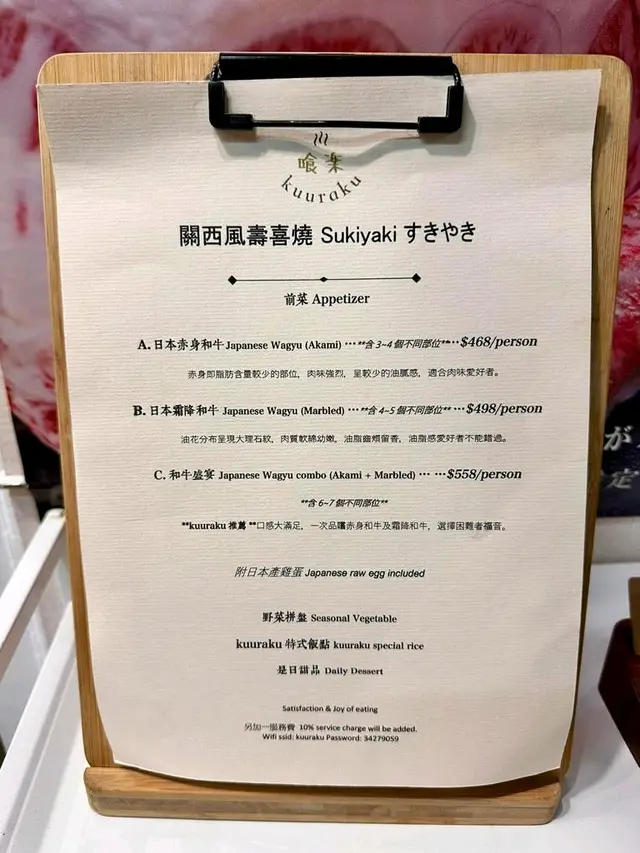 喰楽
kuuraku
關西風壽喜燒 Sukiyaki すきやき
前菜 Appetizer
A. 日本赤身和牛 Japanese Wagyu (Akami) ···**含 3~4 個不同部位**···$468/person
赤身即脂肪含量較少的部位，肉味強烈，呈較少的油膩感，適合肉味愛好者。
B. 日本霜降和牛 Japanese Wagyu (Marbled) ···**含 4~5 個不同部位** ···$498/person
油花分布呈現大理石紋，肉質軟綿幼嫩，油脂齒頰留香，油脂感愛好者不能錯過。
C. 和牛盛宴 Japanese Wagyu combo (Akami + Marbled) ··· ···$558/person
**含 6~7 個不同部位**
**kuuraku 推薦 **口感大滿足，一次品嚐赤身和牛及霜降和牛，選擇困難者福音。
附日本產雞蛋 Japanese raw egg included
野菜拼盤 Seasonal Vegetable
kuuraku 特式飯點 kuuraku special rice
是日甜品 Daily Dessert
Satisfaction & Joy of eating
另加一服務費 10% service charge will be added.
Wifi ssid: kuuraku Password: 34279059
が
定